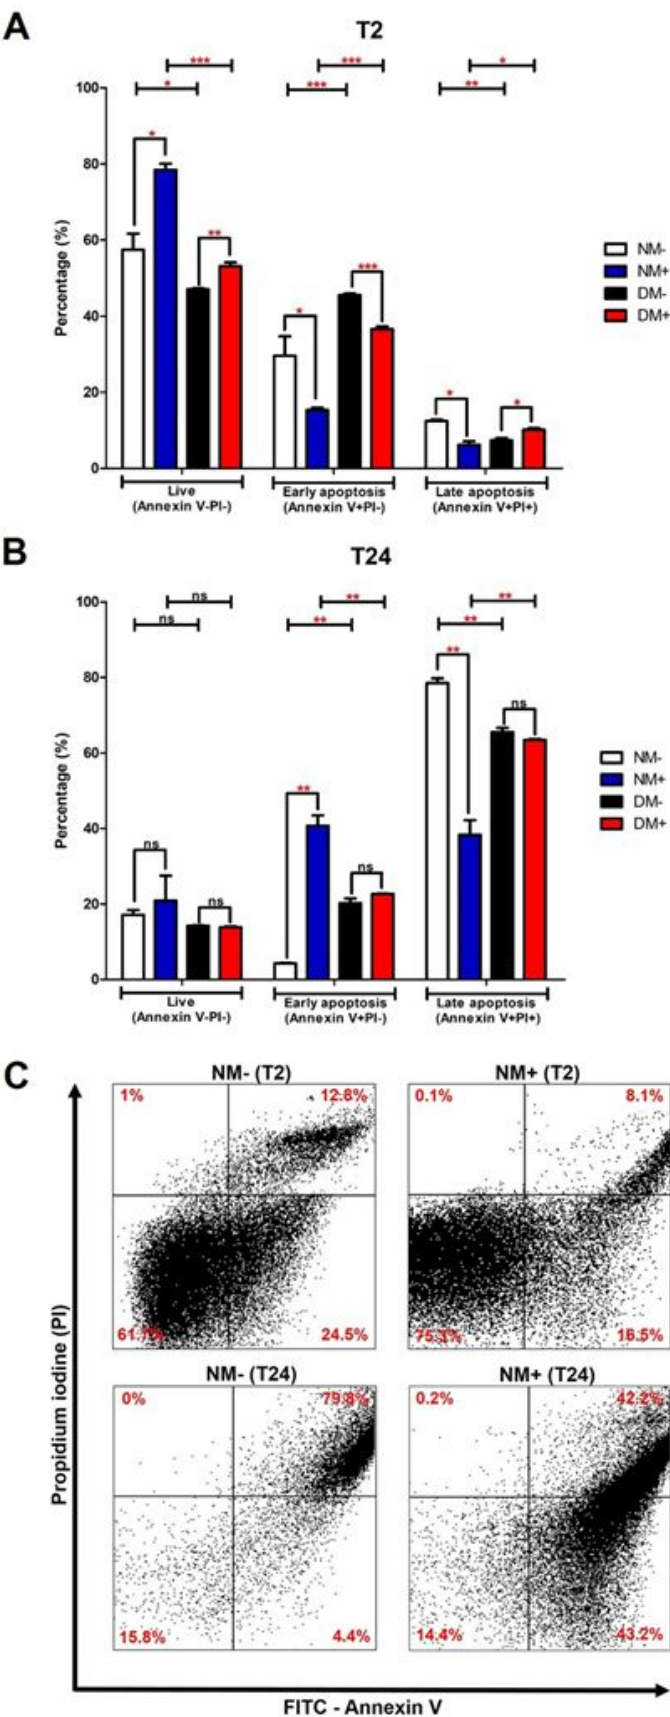 A
T2
*** *** *
* *** **
100
80
60
40
20
0
Percentage (%)
*
**
*
***
*
*
NM-
NM+
DM-
DM+
Live
(Annexin V-PI-)
Early apoptosis
(Annexin V+PI-)
Late apoptosis
(Annexin V+PI+)
B
T24
ns ** **
ns ** **
100
80
60
40
20
0
Percentage (%)
ns
ns
**
ns
**
ns
NM-
NM+
DM-
DM+
Live
(Annexin V-PI-)
Early apoptosis
(Annexin V+PI-)
Late apoptosis
(Annexin V+PI+)
C
Propidium iodine (PI)
NM- (T2)
1% 12.8%
24.5%
NM+ (T2)
0.1% 8.1%
75.3% 16.5%
NM- (T24)
0% 79.8%
15.8% 4.4%
NM+ (T24)
0.2% 42.2%
14.4% 43.2%
FITC - Annexin V